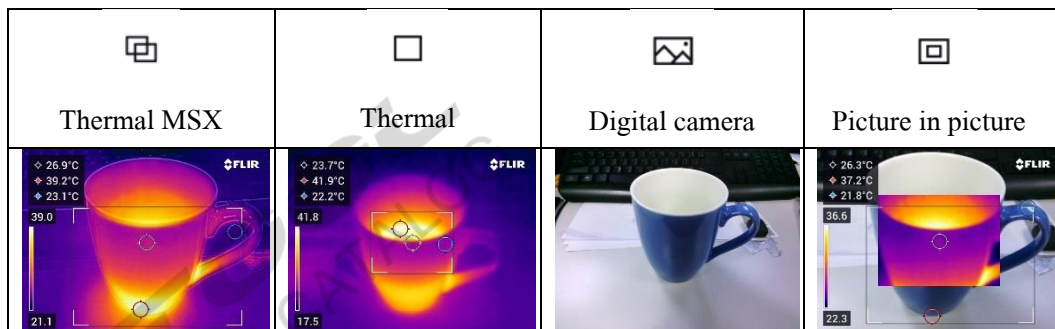 Thermal MSX
Thermal
Digital camera
Picture in picture
26.9°C
39.2°C
23.1°C
39.0
21.1
FLIR
23.7°C
41.9°C
22.2°C
41.8
17.5
FLIR
26.3°C
37.2°C
21.8°C
36.6
22.3
FLIR